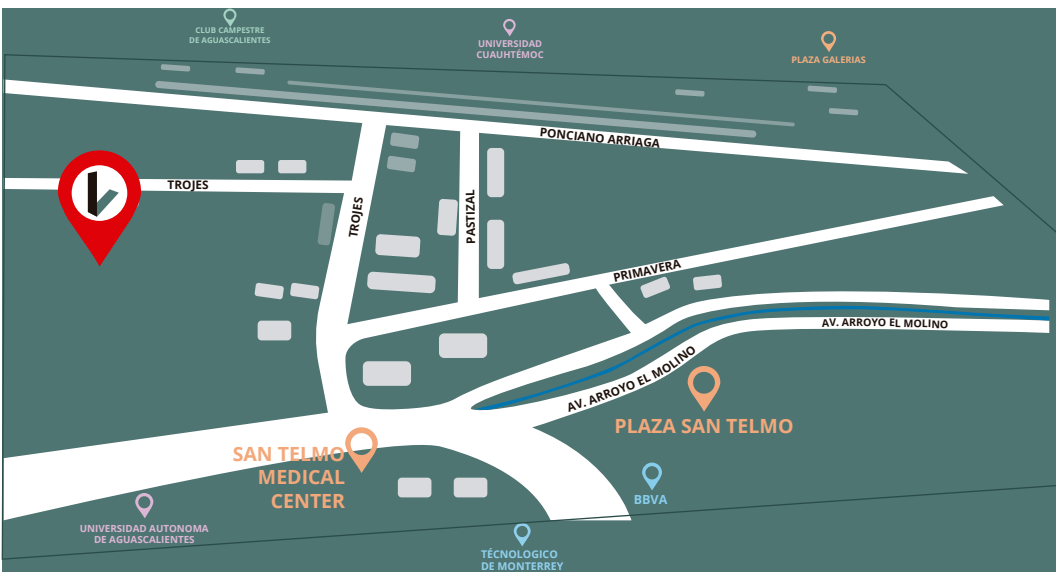 CLUB CAMPESTRE
DE AGUASCALIENTES
UNIVERSIDAD
CUAUHTÉMOC
PLAZA GALERIAS
PONCIANO ARRIAGA
TROJES
TROJES
PASTIZAL
PRIMAVERA
AV. ARROYO EL MOLINO
AV. ARROYO EL MOLINO
PLAZA SAN TELMO
SAN TELMO
MEDICAL
CENTER
BBVA
UNIVERSIDAD AUTONOMA
DE AGUASCALIENTES
TÉCNOLOGICO
DE MONTERREY